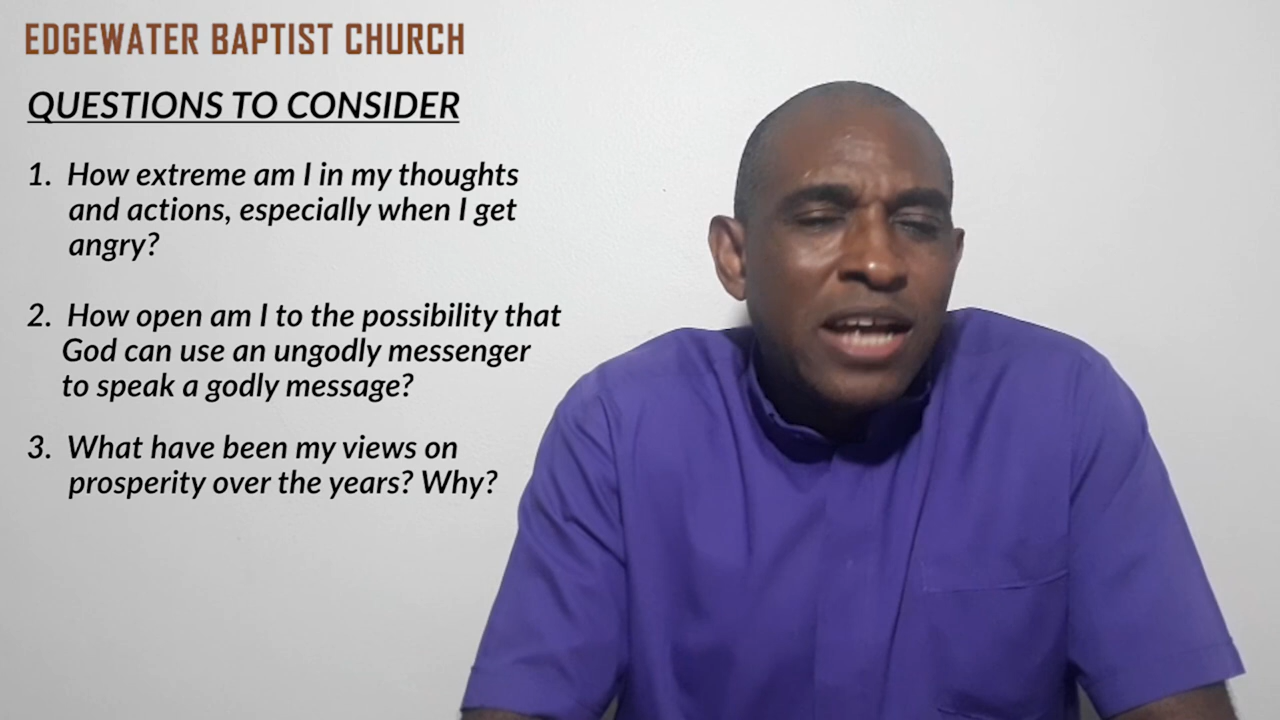 EDGEWATER BAPTIST CHURCH
QUESTIONS TO CONSIDER
1. How extreme am I in my thoughts
and actions, especially when I get
angry?
2. How open am I to the possibility that
God can use an ungodly messenger
to speak a godly message?
3. What have been my views on
prosperity over the years? Why?